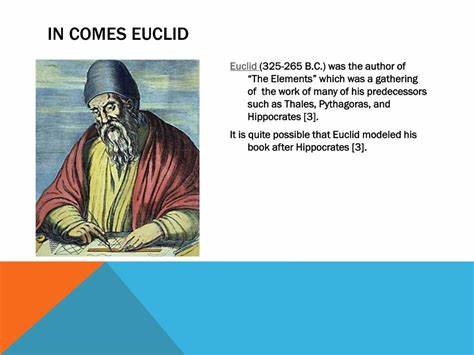 IN COMES EUCLID
Euclid (325-265 B.C.) was the author of
"The Elements" which was a gathering
of the work of many of his predecessors
such as Thales, Pythagoras, and
Hippocrates [3].
It is quite possible that Euclid modeled his
book after Hippocrates [3].